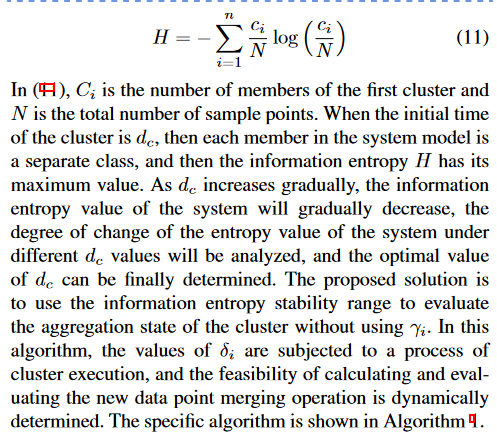 H = − \sum_{i=1}^{n} \frac{c_i}{N} \log \left( \frac{c_i}{N} \right) (11)
In (11), C_i is the number of members of the first cluster and
N is the total number of sample points. When the initial time
of the cluster is d_c, then each member in the system model is
a separate class, and then the information entropy H has its
maximum value. As d_c increases gradually, the information
entropy value of the system will gradually decrease, the
degree of change of the entropy value of the system under
different d_c values will be analyzed, and the optimal value
of d_c can be finally determined. The proposed solution is
to use the information entropy stability range to evaluate
the aggregation state of the cluster without using γ_i. In this
algorithm, the values of δ_i are subjected to a process of
cluster execution, and the feasibility of calculating and eval-
uating the new data point merging operation is dynamically
determined. The specific algorithm is shown in Algorithm 1.